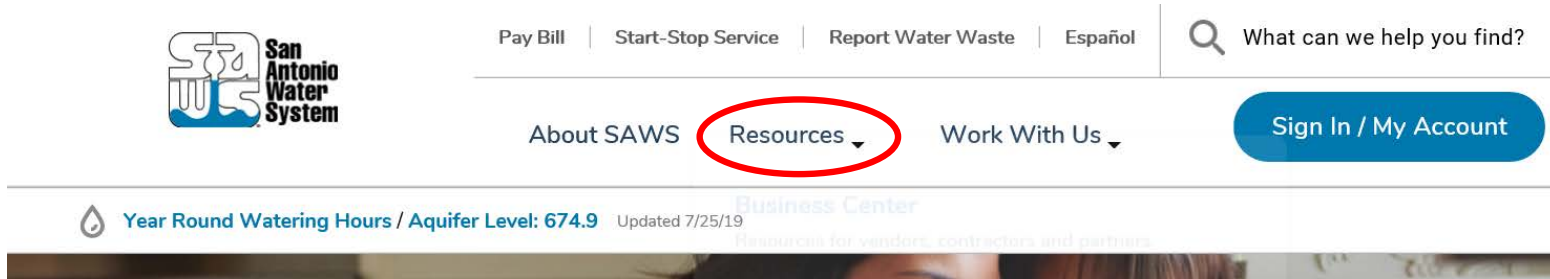 SAWS
San
Antonio
Water
System
Pay Bill | Start-Stop Service | Report Water Waste | Español
What can we help you find?
About SAWS
Resources
Work With Us
Sign In / My Account
Year Round Watering Hours / Aquifer Level: 674.9 Updated 7/25/19
Business Center
Resources for vendors, contractors and partners